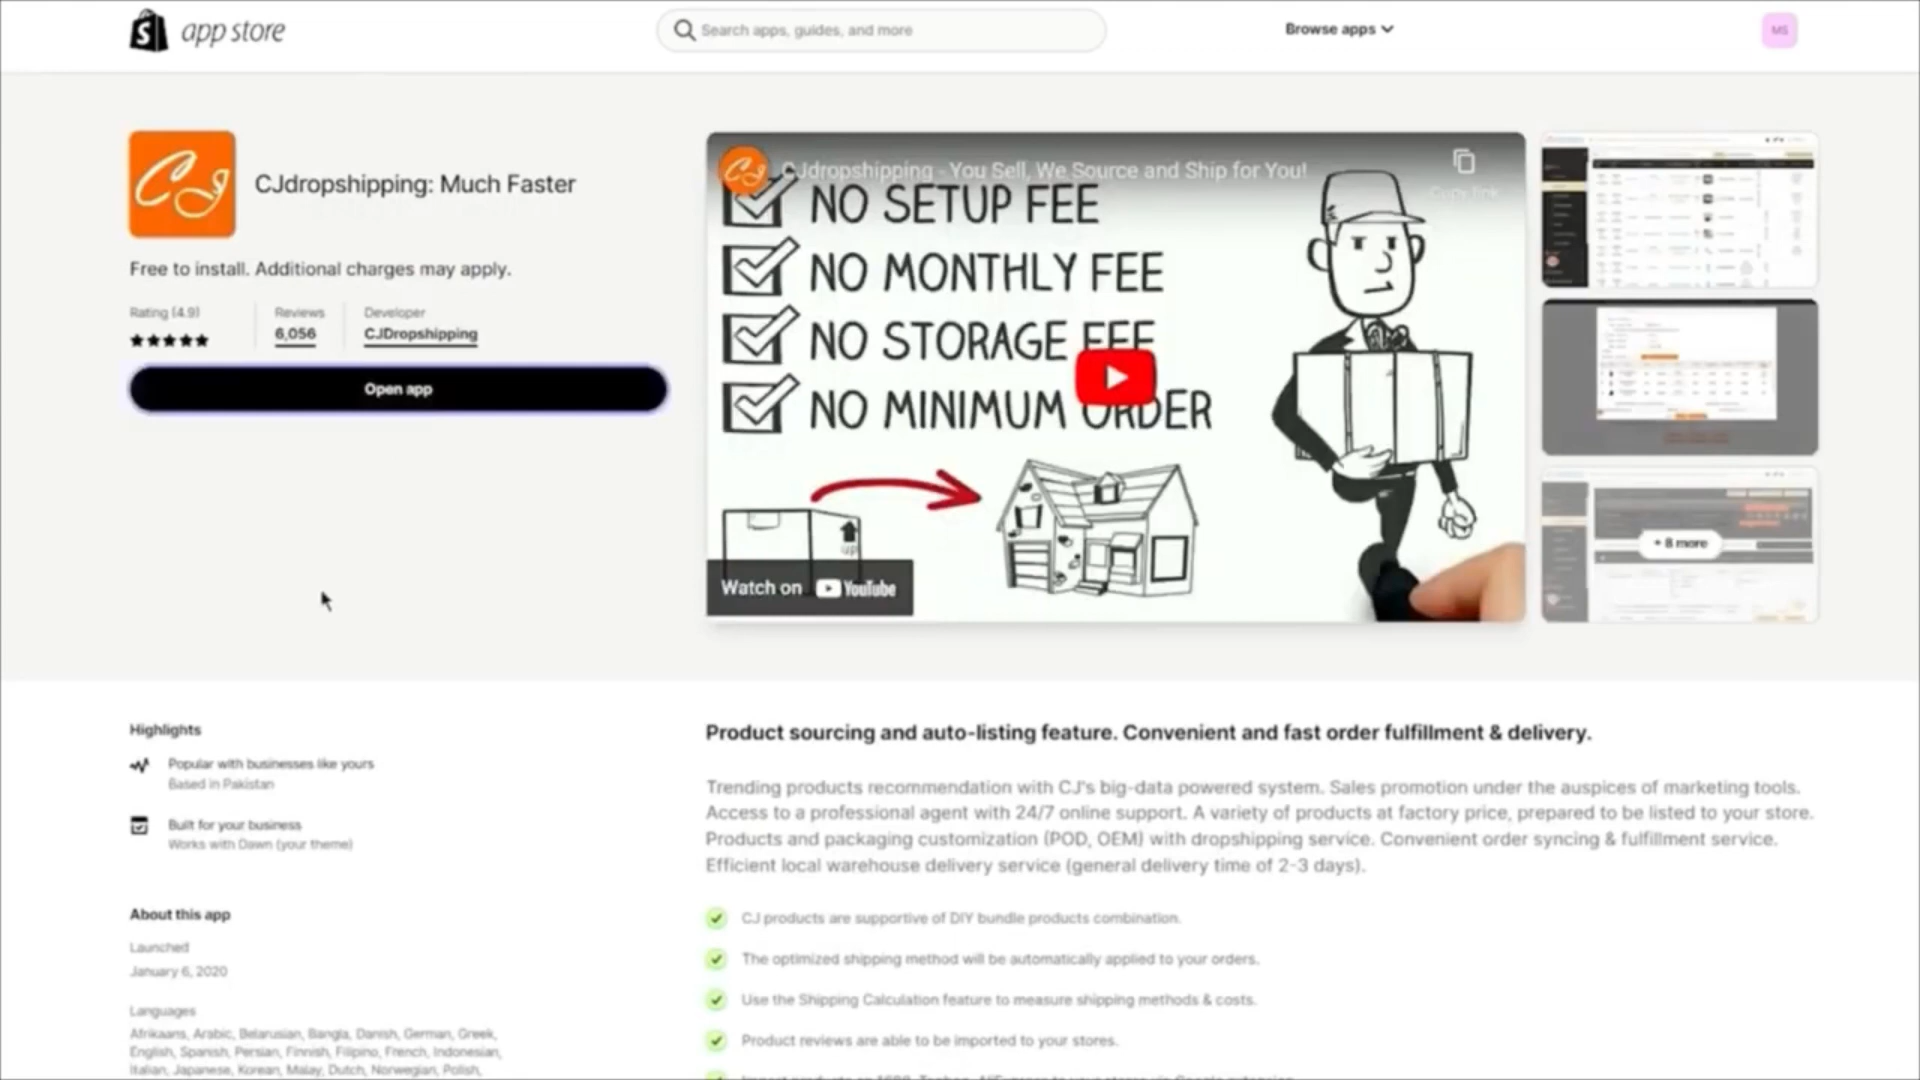 app store
Search apps, guides, and more
Browse apps
MS
CJ
CJdropshipping: Much Faster
Free to install. Additional charges may apply.
Rating (4.9)
Reviews
6,056
Developer
CJDropshipping
Open app
CJdropshipping - You Sell, We Source and Ship for You!
Copy link
NO SETUP FEE
NO MONTHLY FEE
NO STORAGE FEE
NO MINIMUM ORDER
UP
Watch on YouTube
+ 8 more
Highlights
Popular with businesses like yours
Based in Pakistan
Built for your business
Works with Dawn (your theme)
About this app
Launched
January 6, 2020
Languages
Afrikaans, Arabic, Belarusian, Bangla, Danish, German, Greek,
English, Spanish, Persian, Finnish, Filipino, French, Indonesian,
Italian, Japanese, Korean, Malay, Dutch, Norwegian, Polish,
Product sourcing and auto-listing feature. Convenient and fast order fulfillment & delivery.
Trending products recommendation with CJ's big-data powered system. Sales promotion under the auspices of marketing tools.
Access to a professional agent with 24/7 online support. A variety of products at factory price, prepared to be listed to your store.
Products and packaging customization (POD, OEM) with dropshipping service. Convenient order syncing & fulfillment service.
Efficient local warehouse delivery service (general delivery time of 2-3 days).
CJ products are supportive of DIY bundle products combination.
The optimized shipping method will be automatically applied to your orders.
Use the Shipping Calculation feature to measure shipping methods & costs.
Product reviews are able to be imported to your stores.